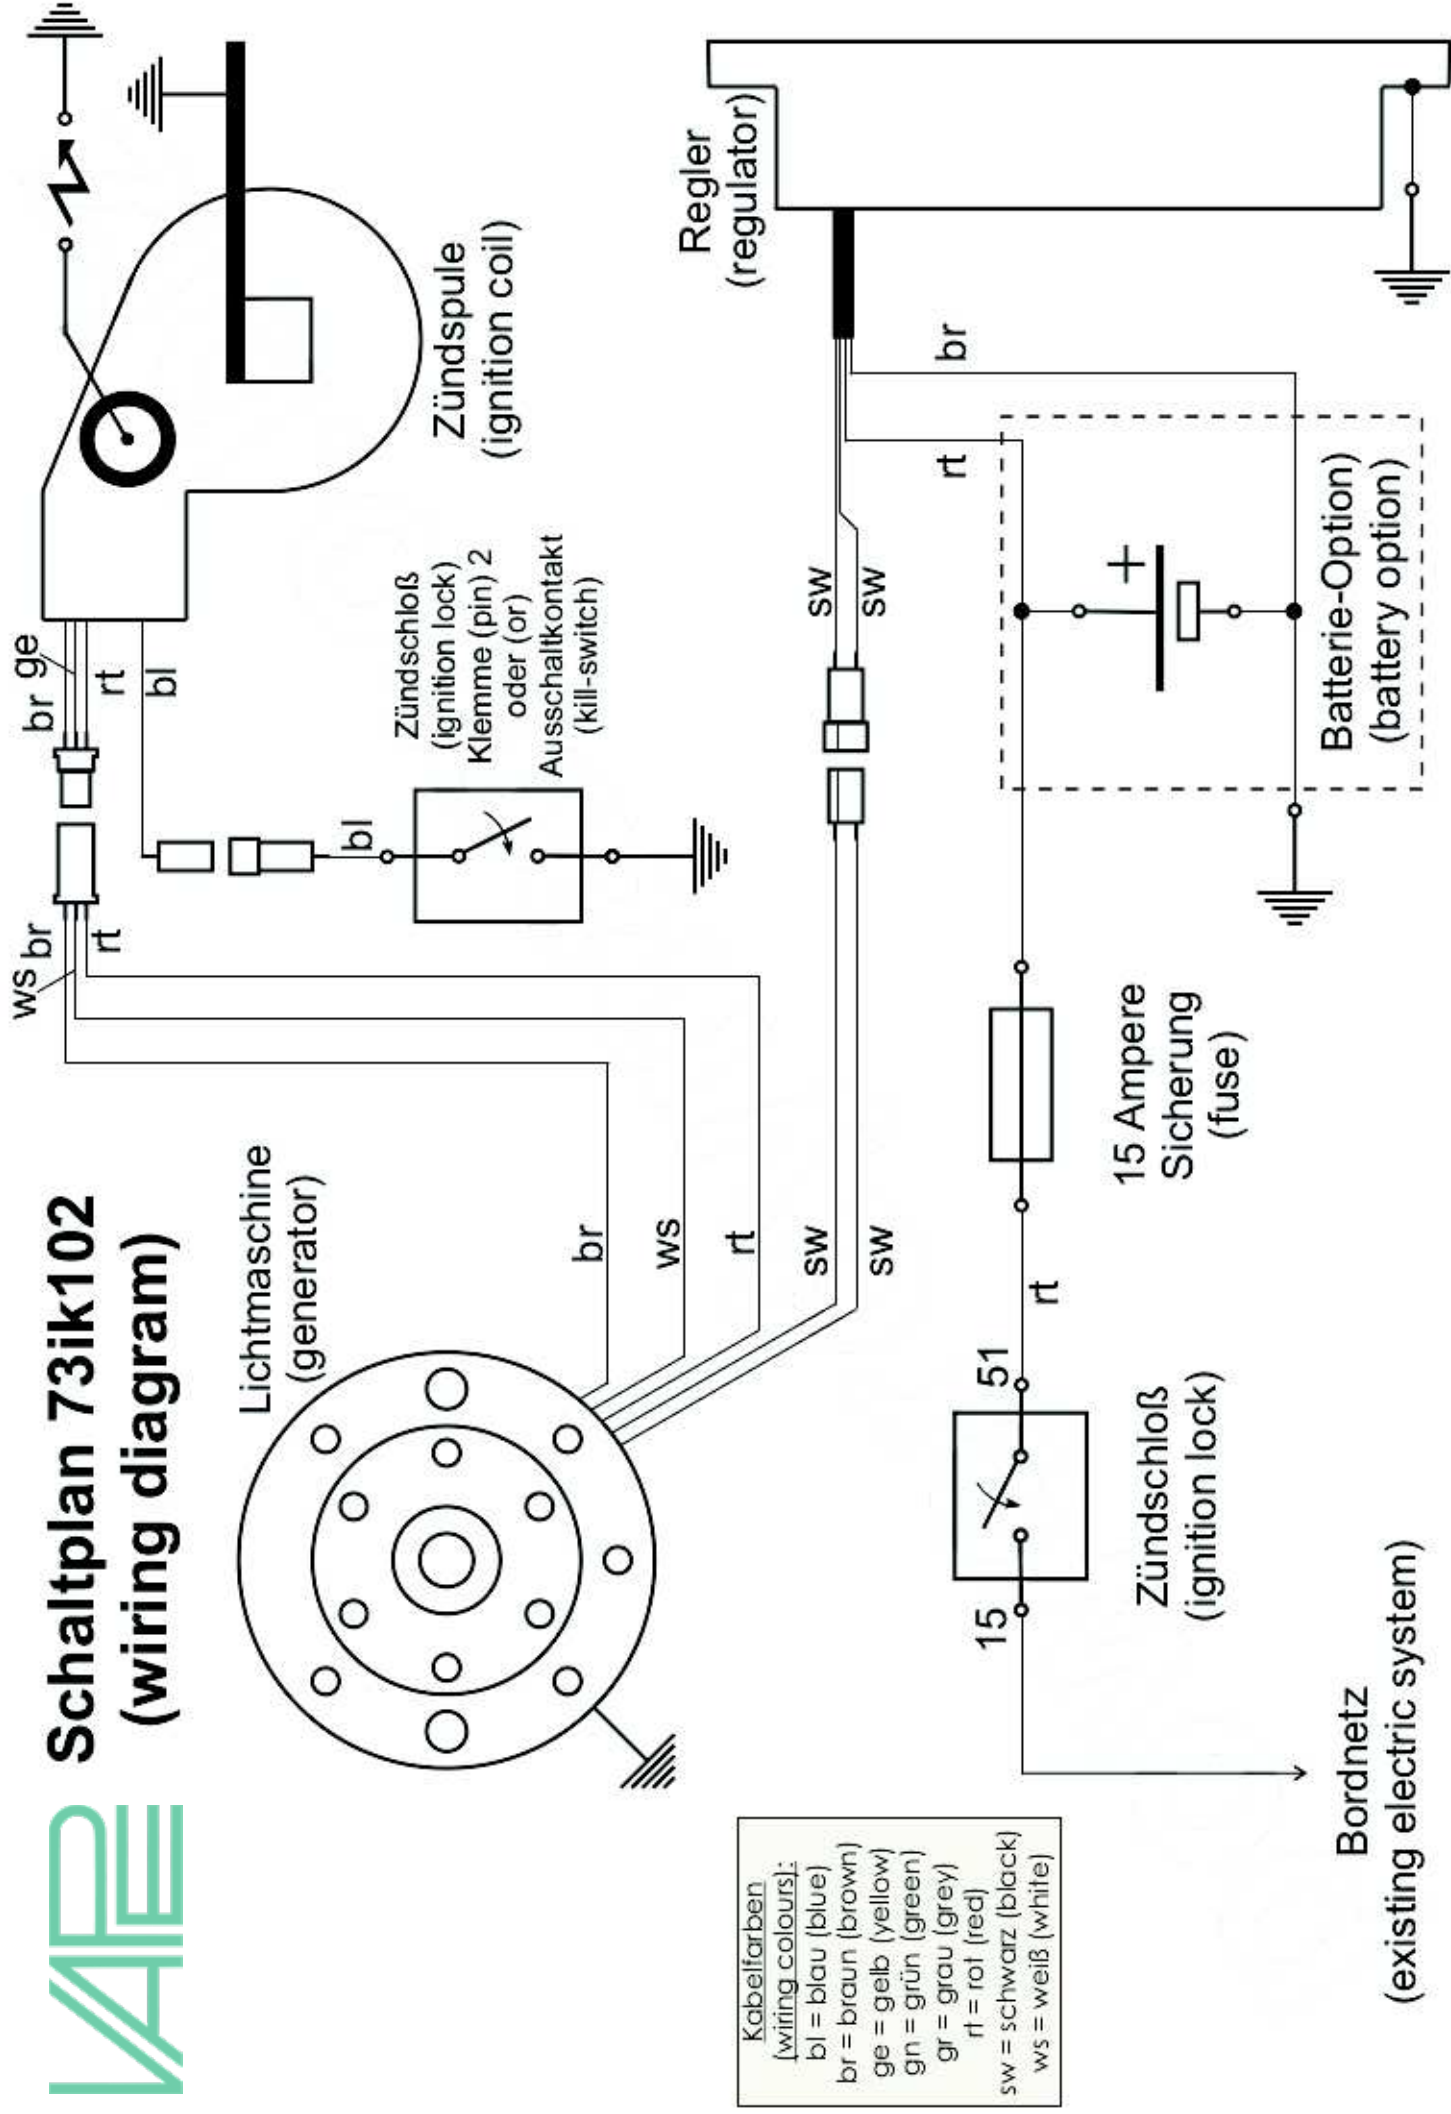 VAPE
Schaltplan 73ik102
(wiring diagram)
Lichtmaschine
(generator)
br
ws
rt
sw
sw
ws
br
rt
br
ge
rt
bl
bl
Zündspule
(ignition coil)
Zündschloß
(ignition lock)
Klemme (pin) 2
oder (or)
Ausschaltkontakt
(kill-switch)
Regler
(regulator)
sw
sw
rt
br
Batterie-Option)
(battery option)
+
15 Ampere
Sicherung
(fuse)
rt
51
15
Zündschloß
(ignition lock)
Bordnetz
(existing electric system)
Kabelfarben
(wiring colours):
bl = blau (blue)
br = braun (brown)
ge = gelb (yellow)
gn = grün (green)
gr = grau (grey)
rt = rot (red)
sw = schwarz (black)
ws = weiß (white)